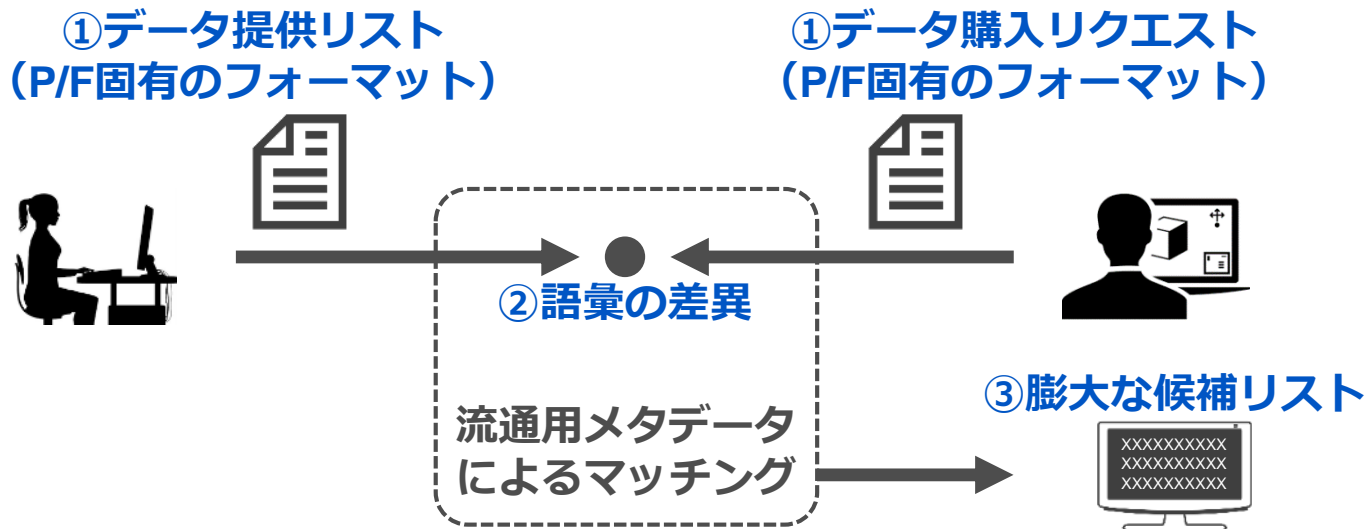 ①データ提供リスト
（P/F固有のフォーマット）
①データ購入リクエスト
（P/F固有のフォーマット）
②語彙の差異
流通用メタデータ
によるマッチング
③膨大な候補リスト
XXXXXXXXXX
XXXXXXXXXX
XXXXXXXXXX